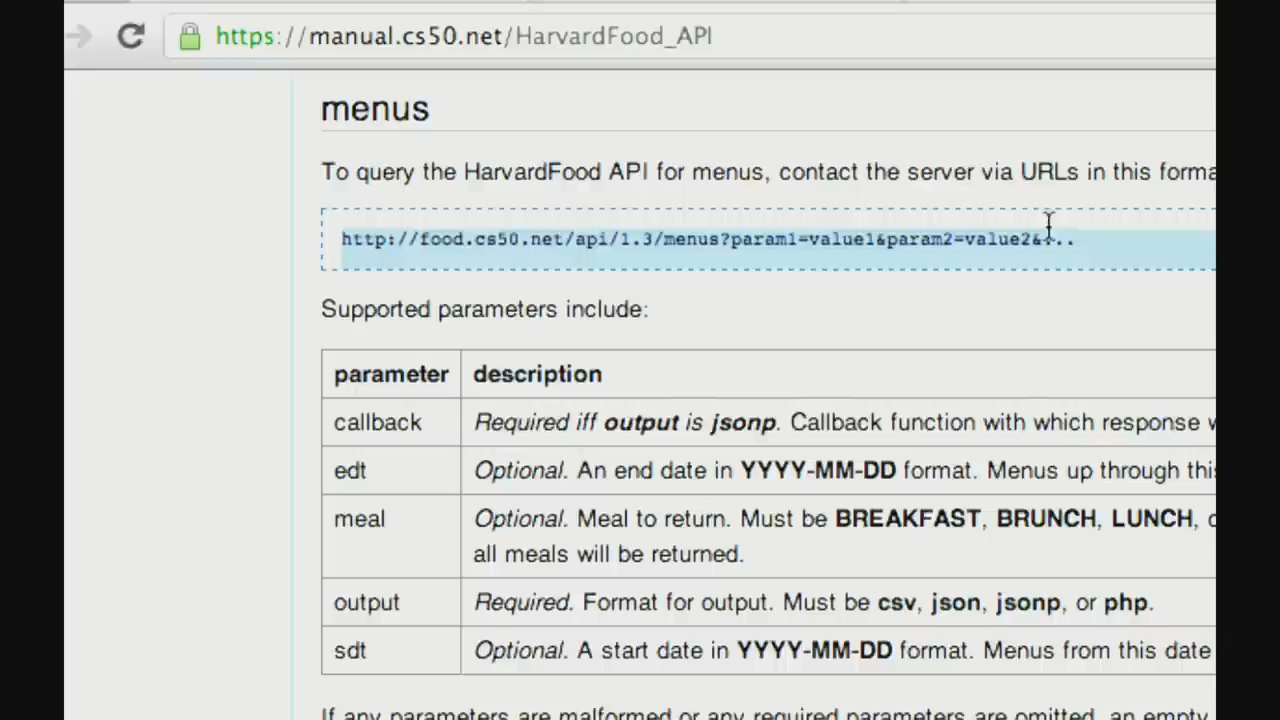 https://manual.cs50.net/HarvardFood_API
menus
To query the HarvardFood API for menus, contact the server via URLs in this forma
http://food.cs50.net/api/1.3/menus?param1=value1&param2=value2&...
Supported parameters include:
parameter description
callback Required iff output is jsonp. Callback function with which response w
edt Optional. An end date in YYYY-MM-DD format. Menus up through this
meal Optional. Meal to return. Must be BREAKFAST, BRUNCH, LUNCH, o
all meals will be returned.
output Required. Format for output. Must be csv, json, jsonp, or php.
sdt Optional. A start date in YYYY-MM-DD format. Menus from this date
If any parameters are malformed or any required parameters are omitted, an empty